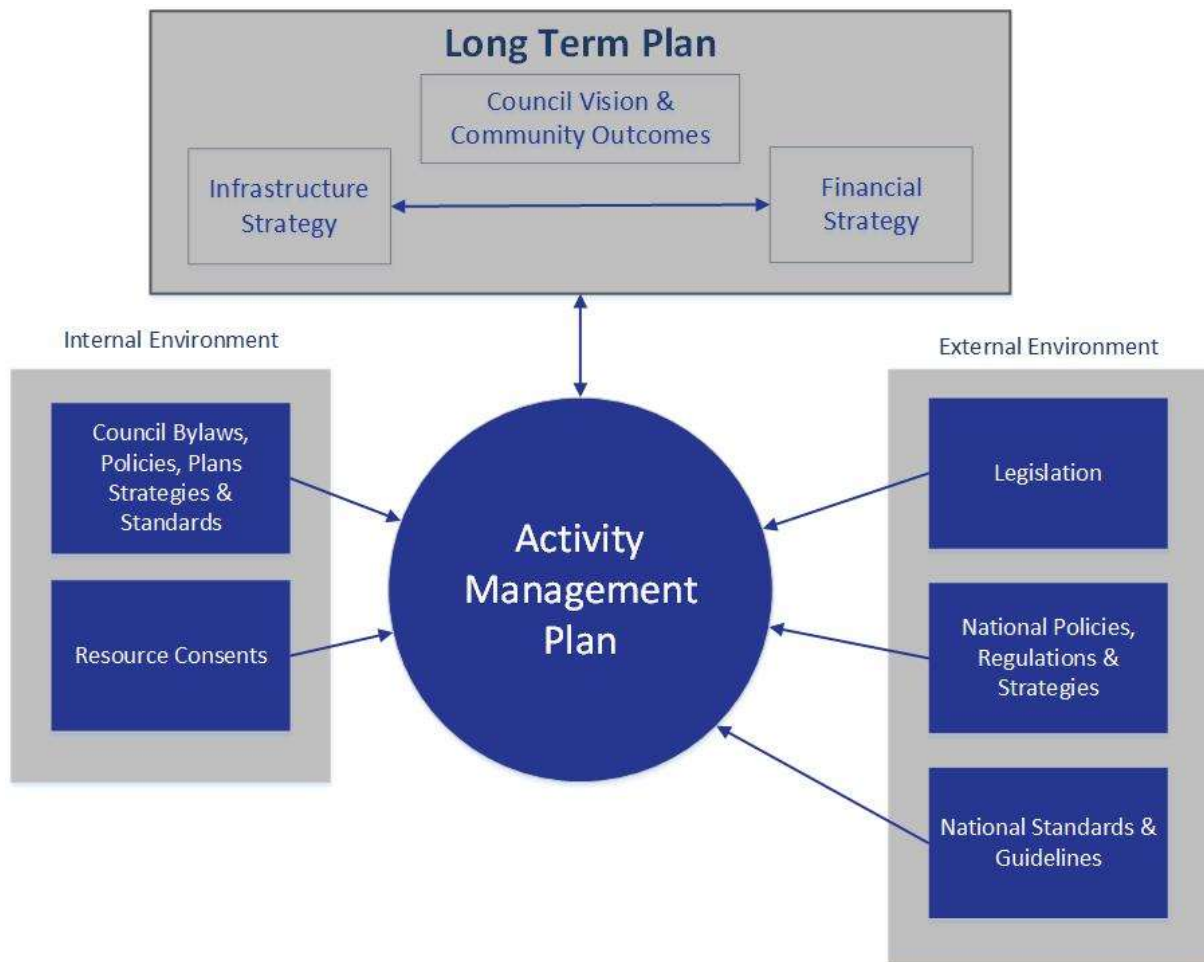 Long Term Plan
Council Vision &
Community Outcomes
Infrastructure
Strategy
Financial
Strategy
Internal Environment
Council Bylaws,
Policies, Plans
Strategies &
Standards
Resource Consents
Activity
Management
Plan
External Environment
Legislation
National Policies,
Regulations &
Strategies
National Standards &
Guidelines